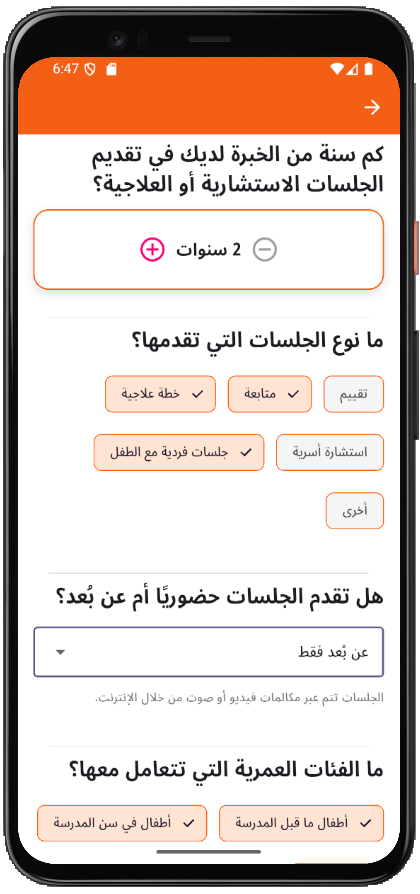 6:47
كم سنة من الخبرة لديك في تقديم
الجلسات الاستشارية أو العلاجية؟
2 سنوات
ما نوع الجلسات التي تقدمها؟
تقييم
متابعة
خطة علاجية
استشارة أسرية
جلسات فردية مع الطفل
أخرى
هل تقدم الجلسات حضوريًا أم عن بُعد؟
عن بُعد فقط
الجلسات تتم عبر مكالمات فيديو أو صوت من خلال الإنترنت.
ما الفئات العمرية التي تتعامل معها؟
أطفال ما قبل المدرسة
أطفال في سن المدرسة